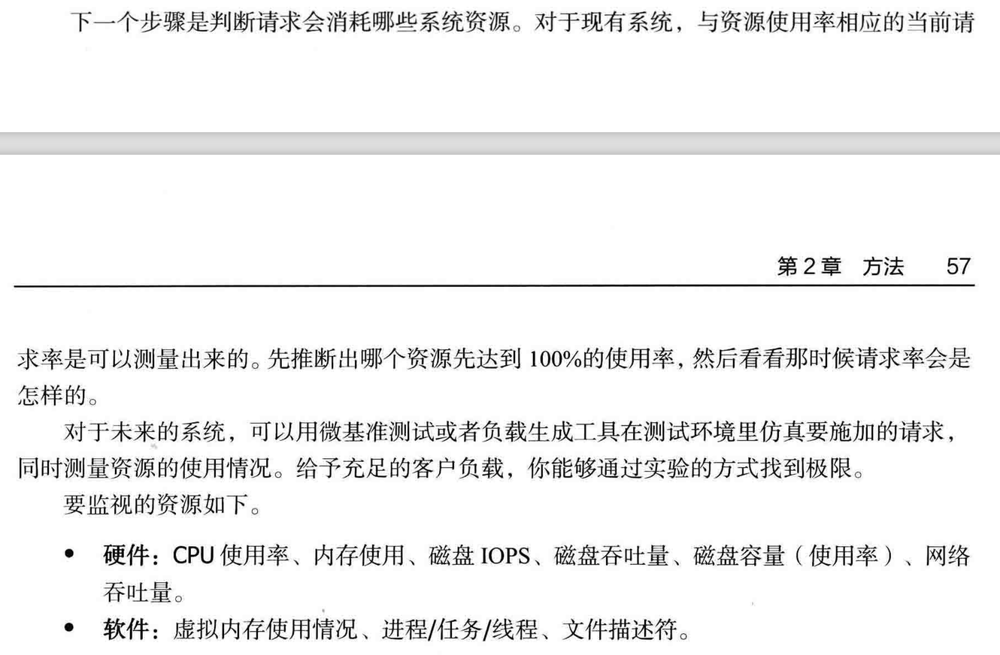 下一个步骤是判断请求会消耗哪些系统资源。对于现有系统，与资源使用率相应的当前请
第 2 章　方法　57
求率是可以测量出来的。先推断出哪个资源先达到 100%的使用率，然后看看那时候请求率会是
怎样的。
对于未来的系统，可以用微基准测试或者负载生成工具在测试环境里仿真要施加的请求，
同时测量资源的使用情况。给予充足的客户负载，你能够通过实验的方式找到极限。
要监视的资源如下。
• 硬件：CPU 使用率、内存使用、磁盘 IOPS、磁盘吞吐量、磁盘容量（使用率）、网络
吞吐量。
• 软件：虚拟内存使用情况、进程/任务/线程、文件描述符。